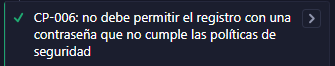 CP-006: no debe permitir el registro con una
contraseña que no cumple las políticas de
seguridad